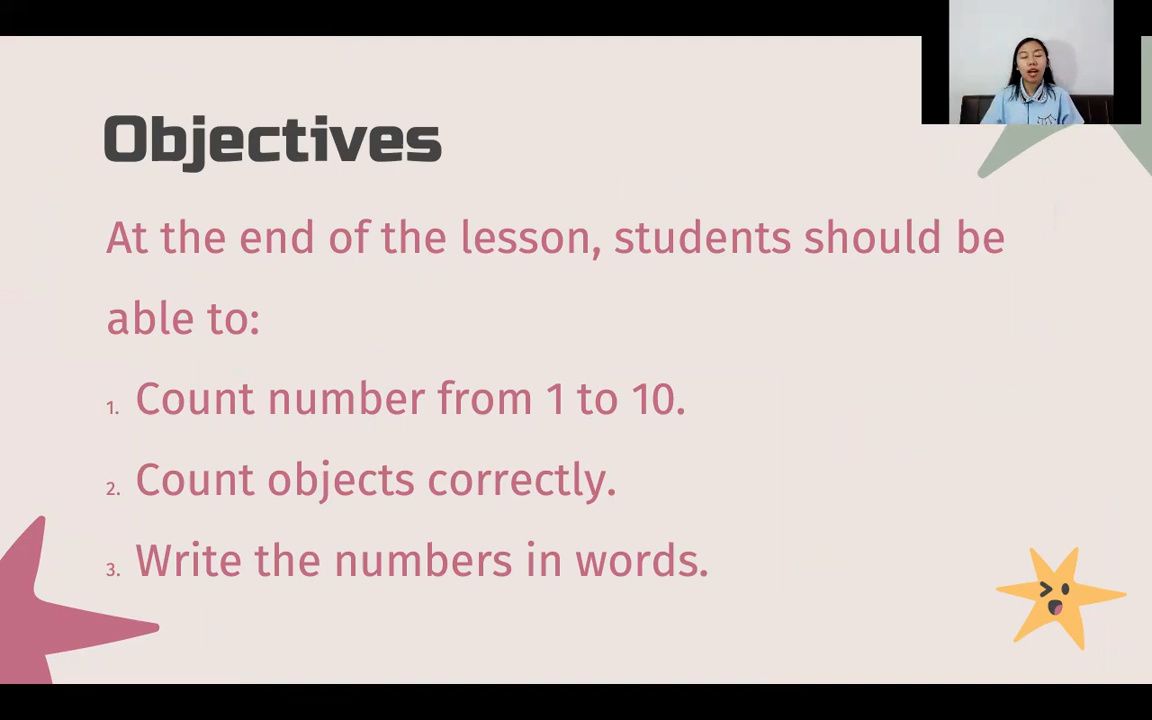 Objectives
At the end of the lesson, students should be
able to:
1. Count number from 1 to 10.
2. Count objects correctly.
3. Write the numbers in words.